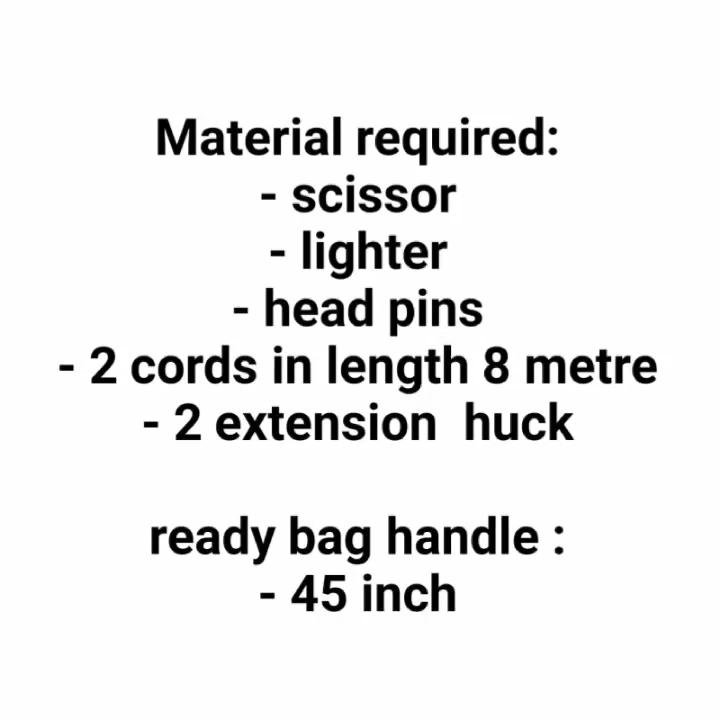 Material required:
- scissor
- lighter
- head pins
- 2 cords in length 8 metre
- 2 extension  huck
ready bag handle :
- 45 inch